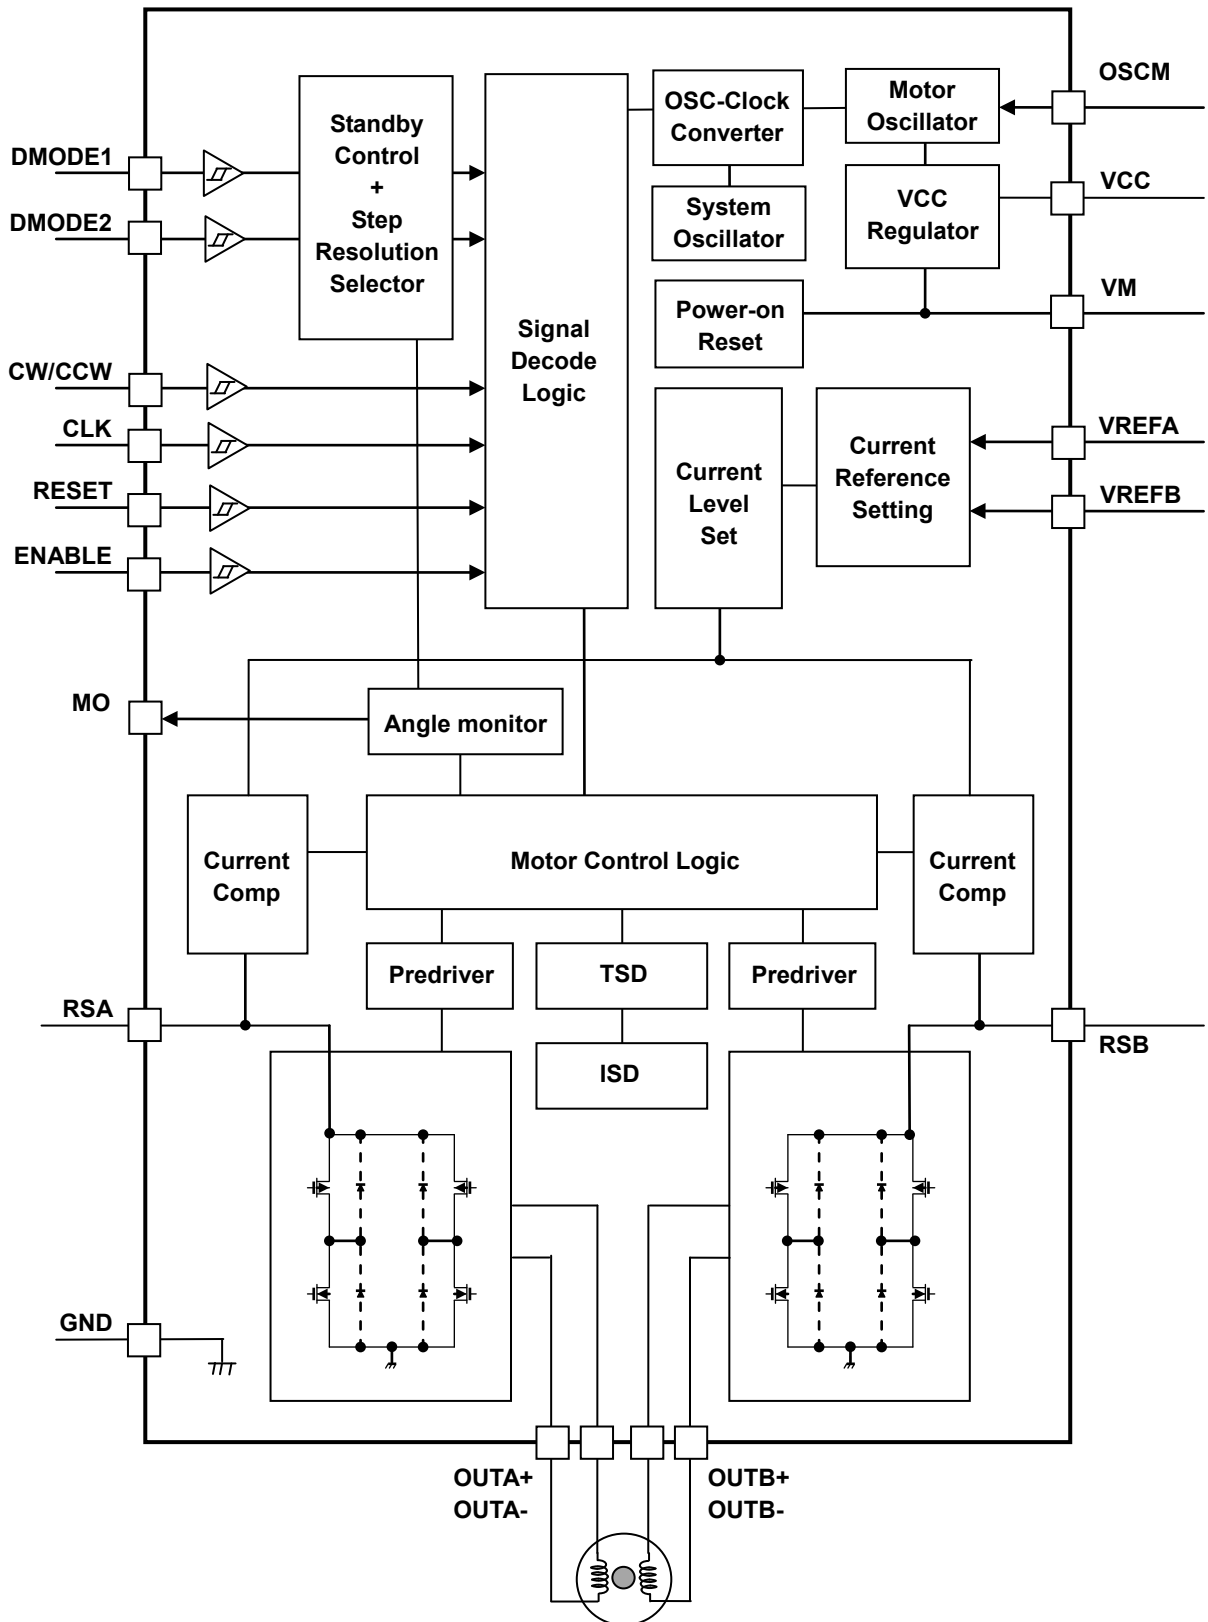 OSCM
OSC-Clock
Converter
Motor
Oscillator
Standby
Control
+
Step
Resolution
Selector
DMODE1
VCC
System
Oscillator
VCC
Regulator
DMODE2
VM
Power-on
Reset
Signal
Decode
Logic
CW/CCW
CLK
VREFA
Current
Level
Set
Current
Reference
Setting
RESET
VREFB
ENABLE
MO
Angle monitor
Current
Comp
Motor Control Logic
Current
Comp
Predriver
TSD
Predriver
RSA
RSB
ISD
GND
OUTA+
OUTA-
OUTB+
OUTB-